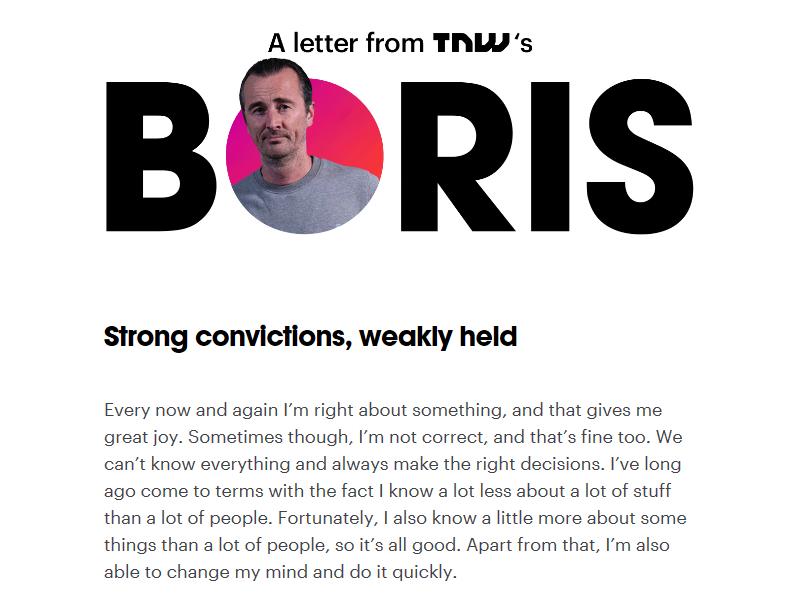 A letter from TNW 's
BORIS
Strong convictions, weakly held
Every now and again I'm right about something, and that gives me
great joy. Sometimes though, I'm not correct, and that's fine too. We
can't know everything and always make the right decisions. I've long
ago come to terms with the fact I know a lot less about a lot of stuff
than a lot of people. Fortunately, I also know a little more about some
things than a lot of people, so it's all good. Apart from that, I'm also
able to change my mind and do it quickly.